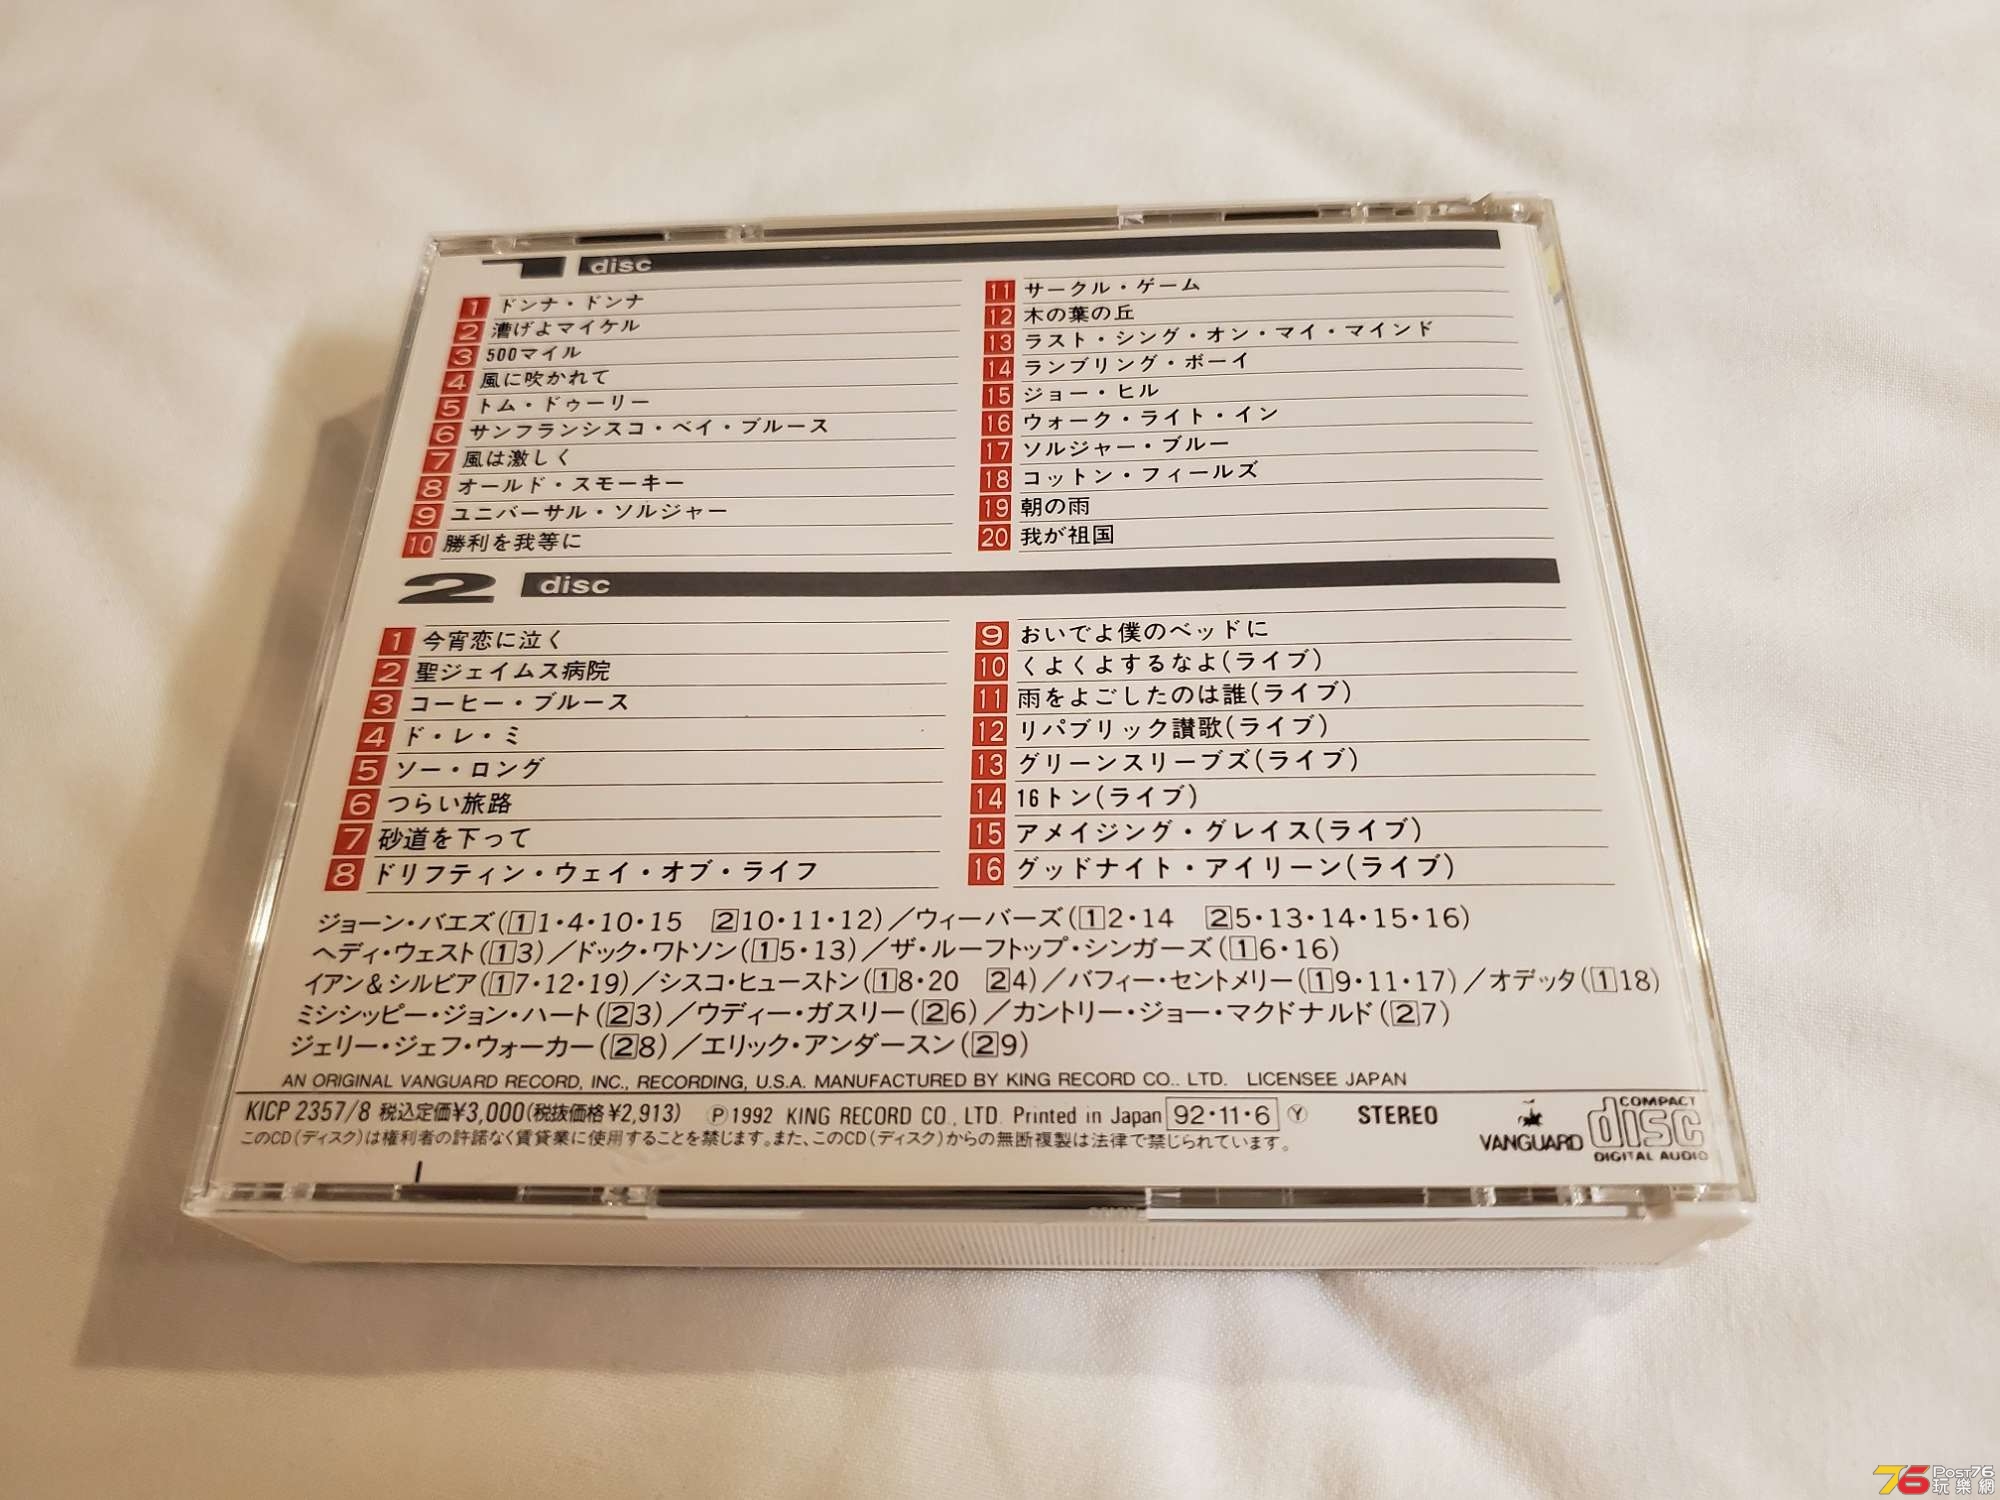 1 disc
1 ドンナ・ドンナ
2 漕げよマイケル
3 500マイル
4 風に吹かれて
5 トム・ドゥーリー
6 サンフランシスコ・ベイ・ブルース
7 風は激しく
8 オールド・スモーキー
9 ユニバーサル・ソルジャー
10 勝利を我等に
11 サークル・ゲーム
12 木の葉の丘
13 ラスト・シング・オン・マイ・マインド
14 ランブリング・ボーイ
15 ジョー・ヒル
16 ウォーク・ライト・イン
17 ソルジャー・ブルー
18 コットン・フィールズ
19 朝の雨
20 我が祖国
2 disc
1 今宵恋に泣く
2 聖ジェイムス病院
3 コーヒー・ブルース
4 ド・レ・ミ
5 ソー・ロング
6 つらい旅路
7 砂道を下って
8 ドリフティン・ウェイ・オブ・ライフ
9 おいでよ僕のベッドに
10 くよくよするなよ(ライブ)
11 雨をよごしたのは誰(ライブ)
12 リパブリック讃歌(ライブ)
13 グリーンスリーブズ(ライブ)
14 16トン(ライブ)
15 アメイジング・グレイス(ライブ)
16 グッドナイト・アイリーン(ライブ)
ジョーン・バエズ(1 1・4・10・15 2 10・11・12)／ウィーバーズ(1 2・14 2 5・13・14・15・16)
ヘディ・ウェスト(1 3)／ドック・ワトソン(1 5・13)／ザ・ルーフトップ・シンガーズ(1 6・16)
イアン&シルビア(1 7・12・19)／シスコ・ヒューストン(1 8・20 2 4)／バフィー・セントメリー(1 9・11・17)／オデッタ(1 18)
ミシシッピー・ジョン・ハート(2 3)／ウディー・ガスリー(2 6)／カントリー・ジョー・マクドナルド(2 7)
ジェリー・ジェフ・ウォーカー(2 8)／エリック・アンダースン(2 9)
AN ORIGINAL VANGUARD RECORD, INC., RECORDING, U.S.A. MANUFACTURED BY KING RECORD CO., LTD. LICENSEE JAPAN
KICP 2357/8 税込定価¥3,000(税抜価格¥2,913) Ⓟ1992 KING RECORD CO., LTD. Printed in Japan 92・11・6 Ⓨ STEREO
このCD(ディスク)は権利者の許諾なく賃貸業に使用することを禁じます。また、このCD(ディスク)からの無断複製は法律で禁じられています。
VANGUARD
COMPACT
disc
DIGITAL AUDIO
76 Post76
玩樂網